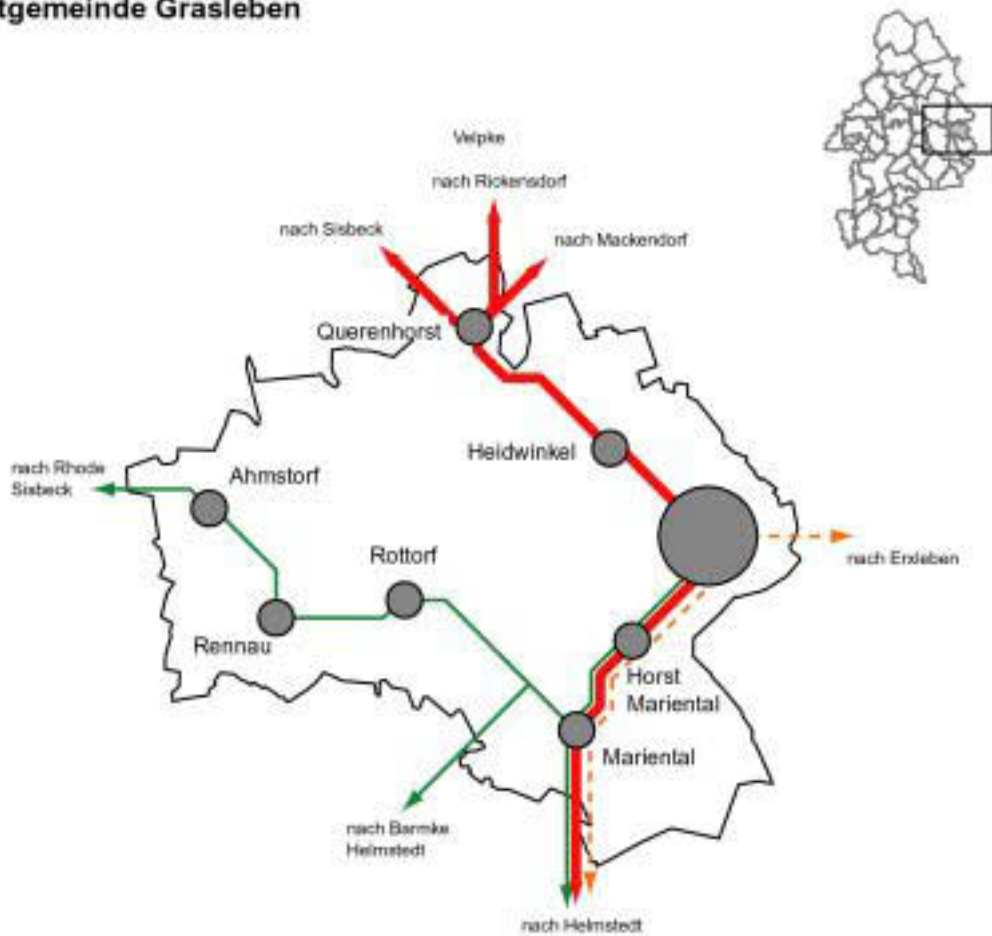 tgemeinde Grasleben
Velpke
nach Rickensdorf
nach Sisbeck
nach Mackendorf
Querenhorst
Heidwinkel
nach Rhode
Sisbeck
Ahmstorf
Rottorf
nach Erxleben
Rennau
Horst
Mariental
Mariental
nach Barmke
Helmstedt
nach Helmstedt